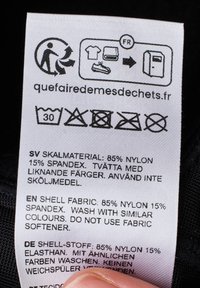 FR
quefairedemesdechets.fr
30
SV SKALMATERIAL: 85% NYLON
15% SPANDEX. TVÄTTA MED
LIKNANDE FÄRGER. ANVÄND INTE
SKÖLJMEDEL.
EN SHELL FABRIC. 85% NYLON 15%
SPANDEX. WASH WITH SIMILAR
COLOURS. DO NOT USE FABRIC
SOFTENER.
DE SHELL-STOFF: 85% NYLON 15%
ELASTHAN. MIT ÄHNLICHEN
FARBEN WASCHEN. KEINEN
WEICHSPÜLER